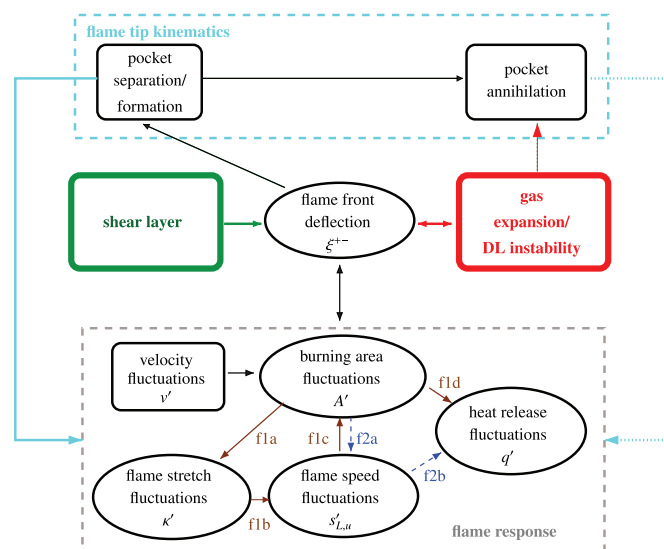 flame tip kinematics
pocket
separation/
formation
pocket
annihilation
shear layer
flame front
deflection
ξ⁺⁻
gas
expansion/
DL instability
velocity
fluctuations
v′
burning area
fluctuations
A′
f1d
heat release
fluctuations
q′
f1a
f1c
f2a
f2b
flame stretch
fluctuations
κ′
f1b
flame speed
fluctuations
s′L,u
flame response